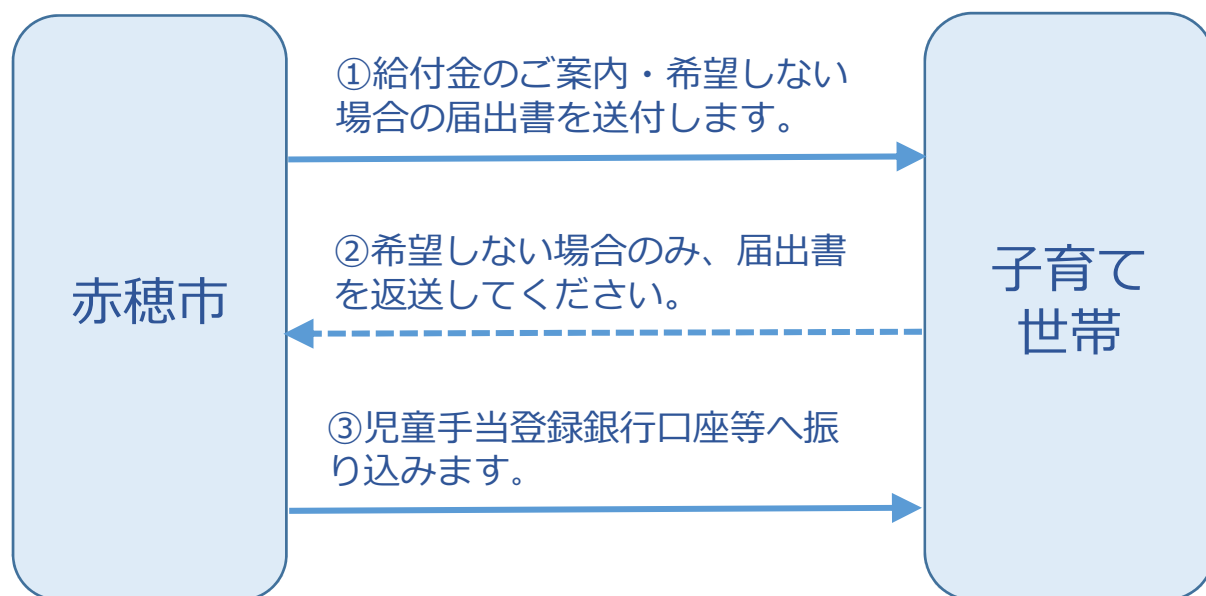 ①給付金のご案内・希望しない
場合の届出書を送付します。
②希望しない場合のみ、届出書
を返送してください。
赤穂市
子育て
世帯
③児童手当登録銀行口座等へ振
り込みます。